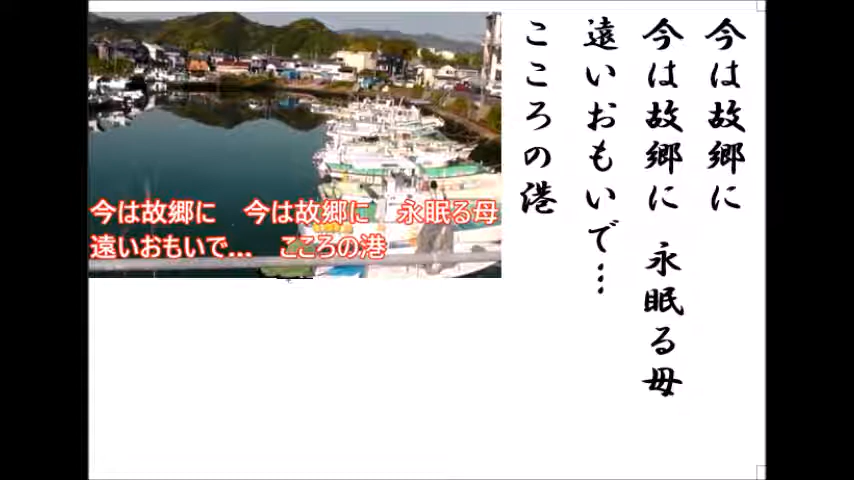 今は故郷に
今は故郷に 永眠る母
遠いおもいで…
こころの港
今は故郷に 今は故郷に 永眠る母
遠いおもいで… こころの港